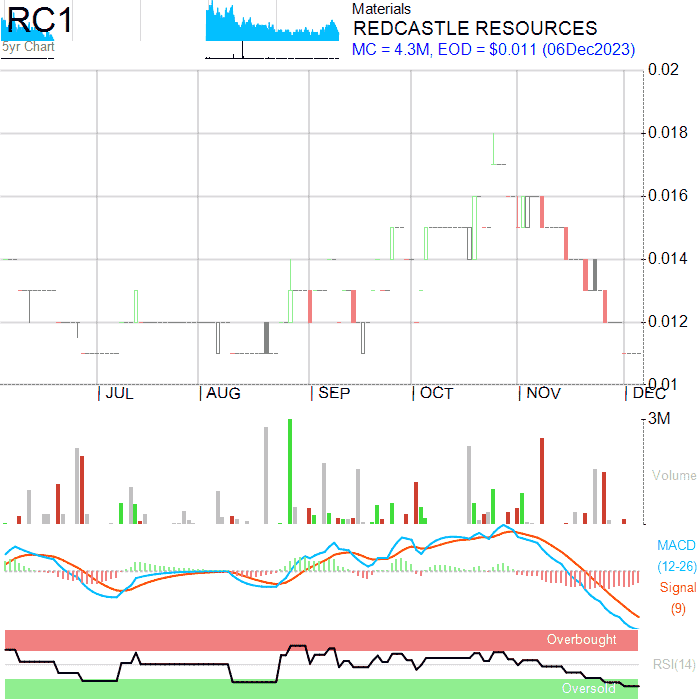 RC1
5yr Chart
Materials
REDCASTLE RESOURCES
MC = 4.3M, EOD = $0.011 (06Dec2023)
0.02
0.018
0.016
0.014
0.012
0.01
JUL
AUG
SEP
OCT
NOV
DEC
3M
Volume
MACD
(12-26)
Signal
(9)
Overbought
RSI(14)
Oversold